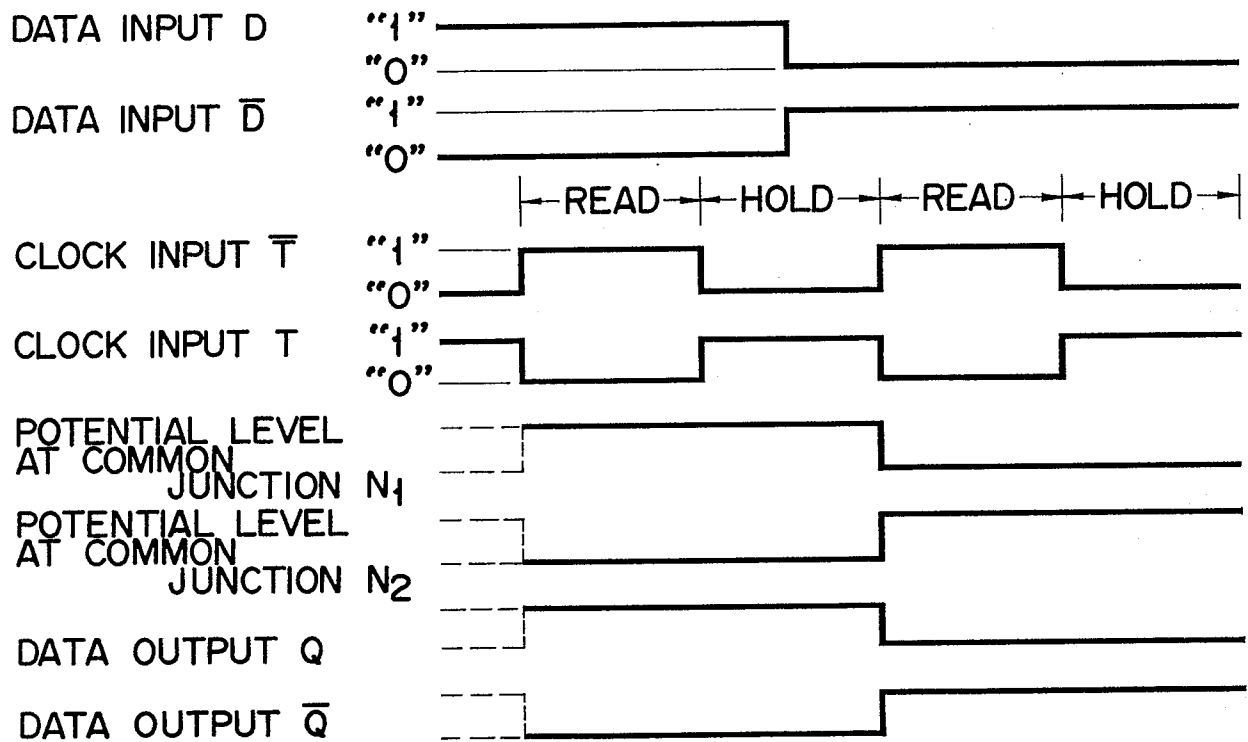 DATA INPUT D "1"
"0"
DATA INPUT D̅ "1"
"0"
READ HOLD READ HOLD
CLOCK INPUT T̅ "1"
"0"
CLOCK INPUT T "1"
"0"
POTENTIAL LEVEL
AT COMMON
JUNCTION N1
POTENTIAL LEVEL
AT COMMON
JUNCTION N2
DATA OUTPUT Q
DATA OUTPUT Q̅